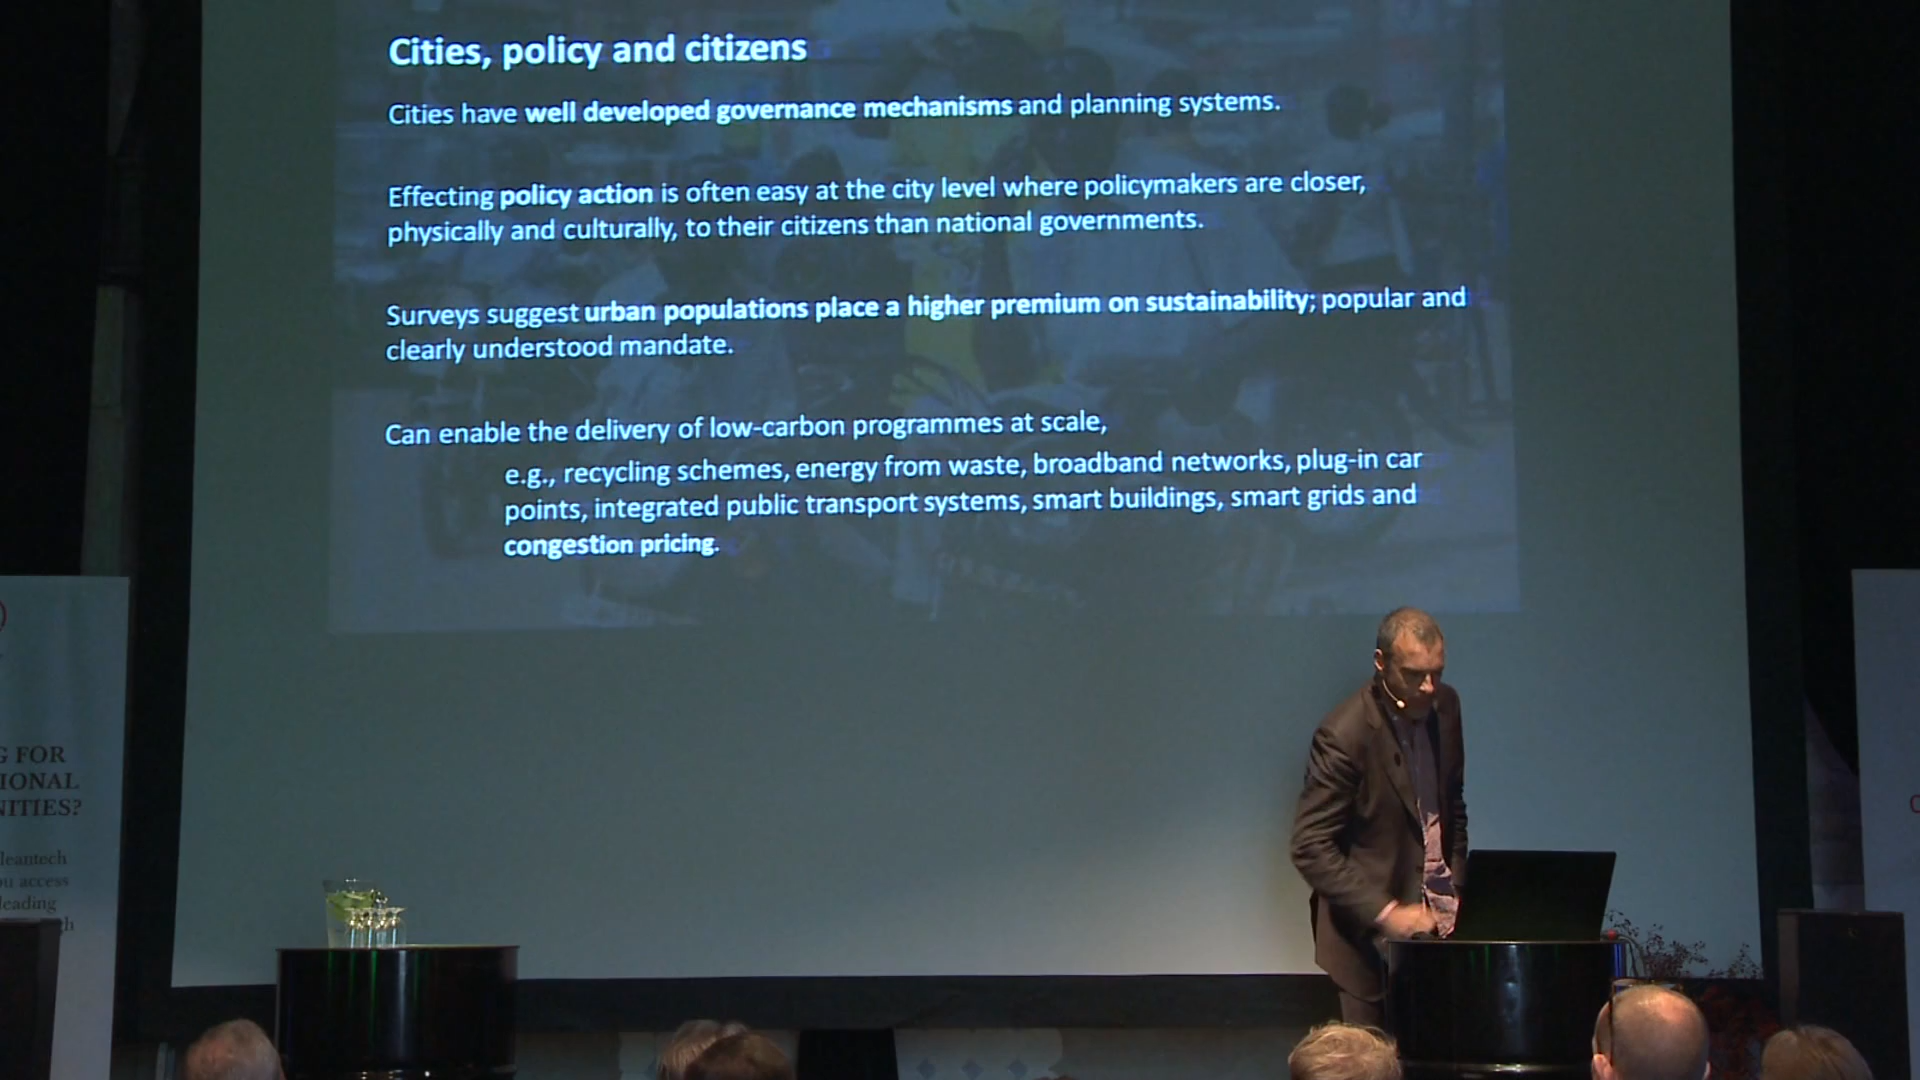 Cities, policy and citizens
Cities have well developed governance mechanisms and planning systems.
Effecting policy action is often easy at the city level where policymakers are closer,
physically and culturally, to their citizens than national governments.
Surveys suggest urban populations place a higher premium on sustainability; popular and
clearly understood mandate.
Can enable the delivery of low-carbon programmes at scale,
e.g., recycling schemes, energy from waste, broadband networks, plug-in car
points, integrated public transport systems, smart buildings, smart grids and
congestion pricing.
G FOR
IONAL
NITIES?
leantech
ou access
leading
gh